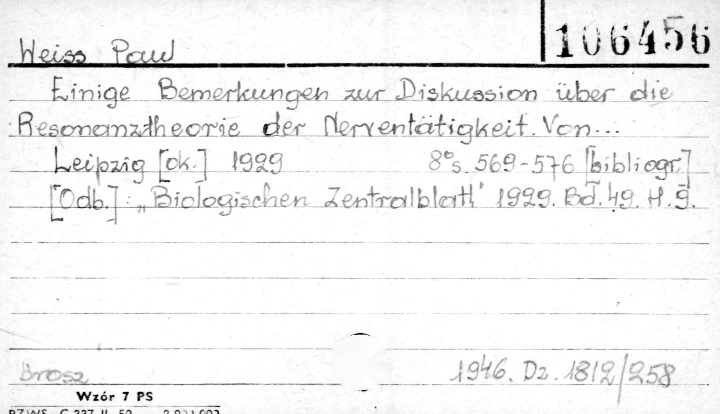 106456
Weiss Paul
Einige Bemerkungen zur Diskussion über die
Resonanztheorie der Nerventätigkeit. Von...
Leipzig [ok.] 1929 8° s. 569-576 [bibliogr.]
[Odb.]: „Biologischen Zentralblatt" 1929. Bd. 49. H. 9.
brosz 1946. Dz. 1812/258
Wzór 7 PS